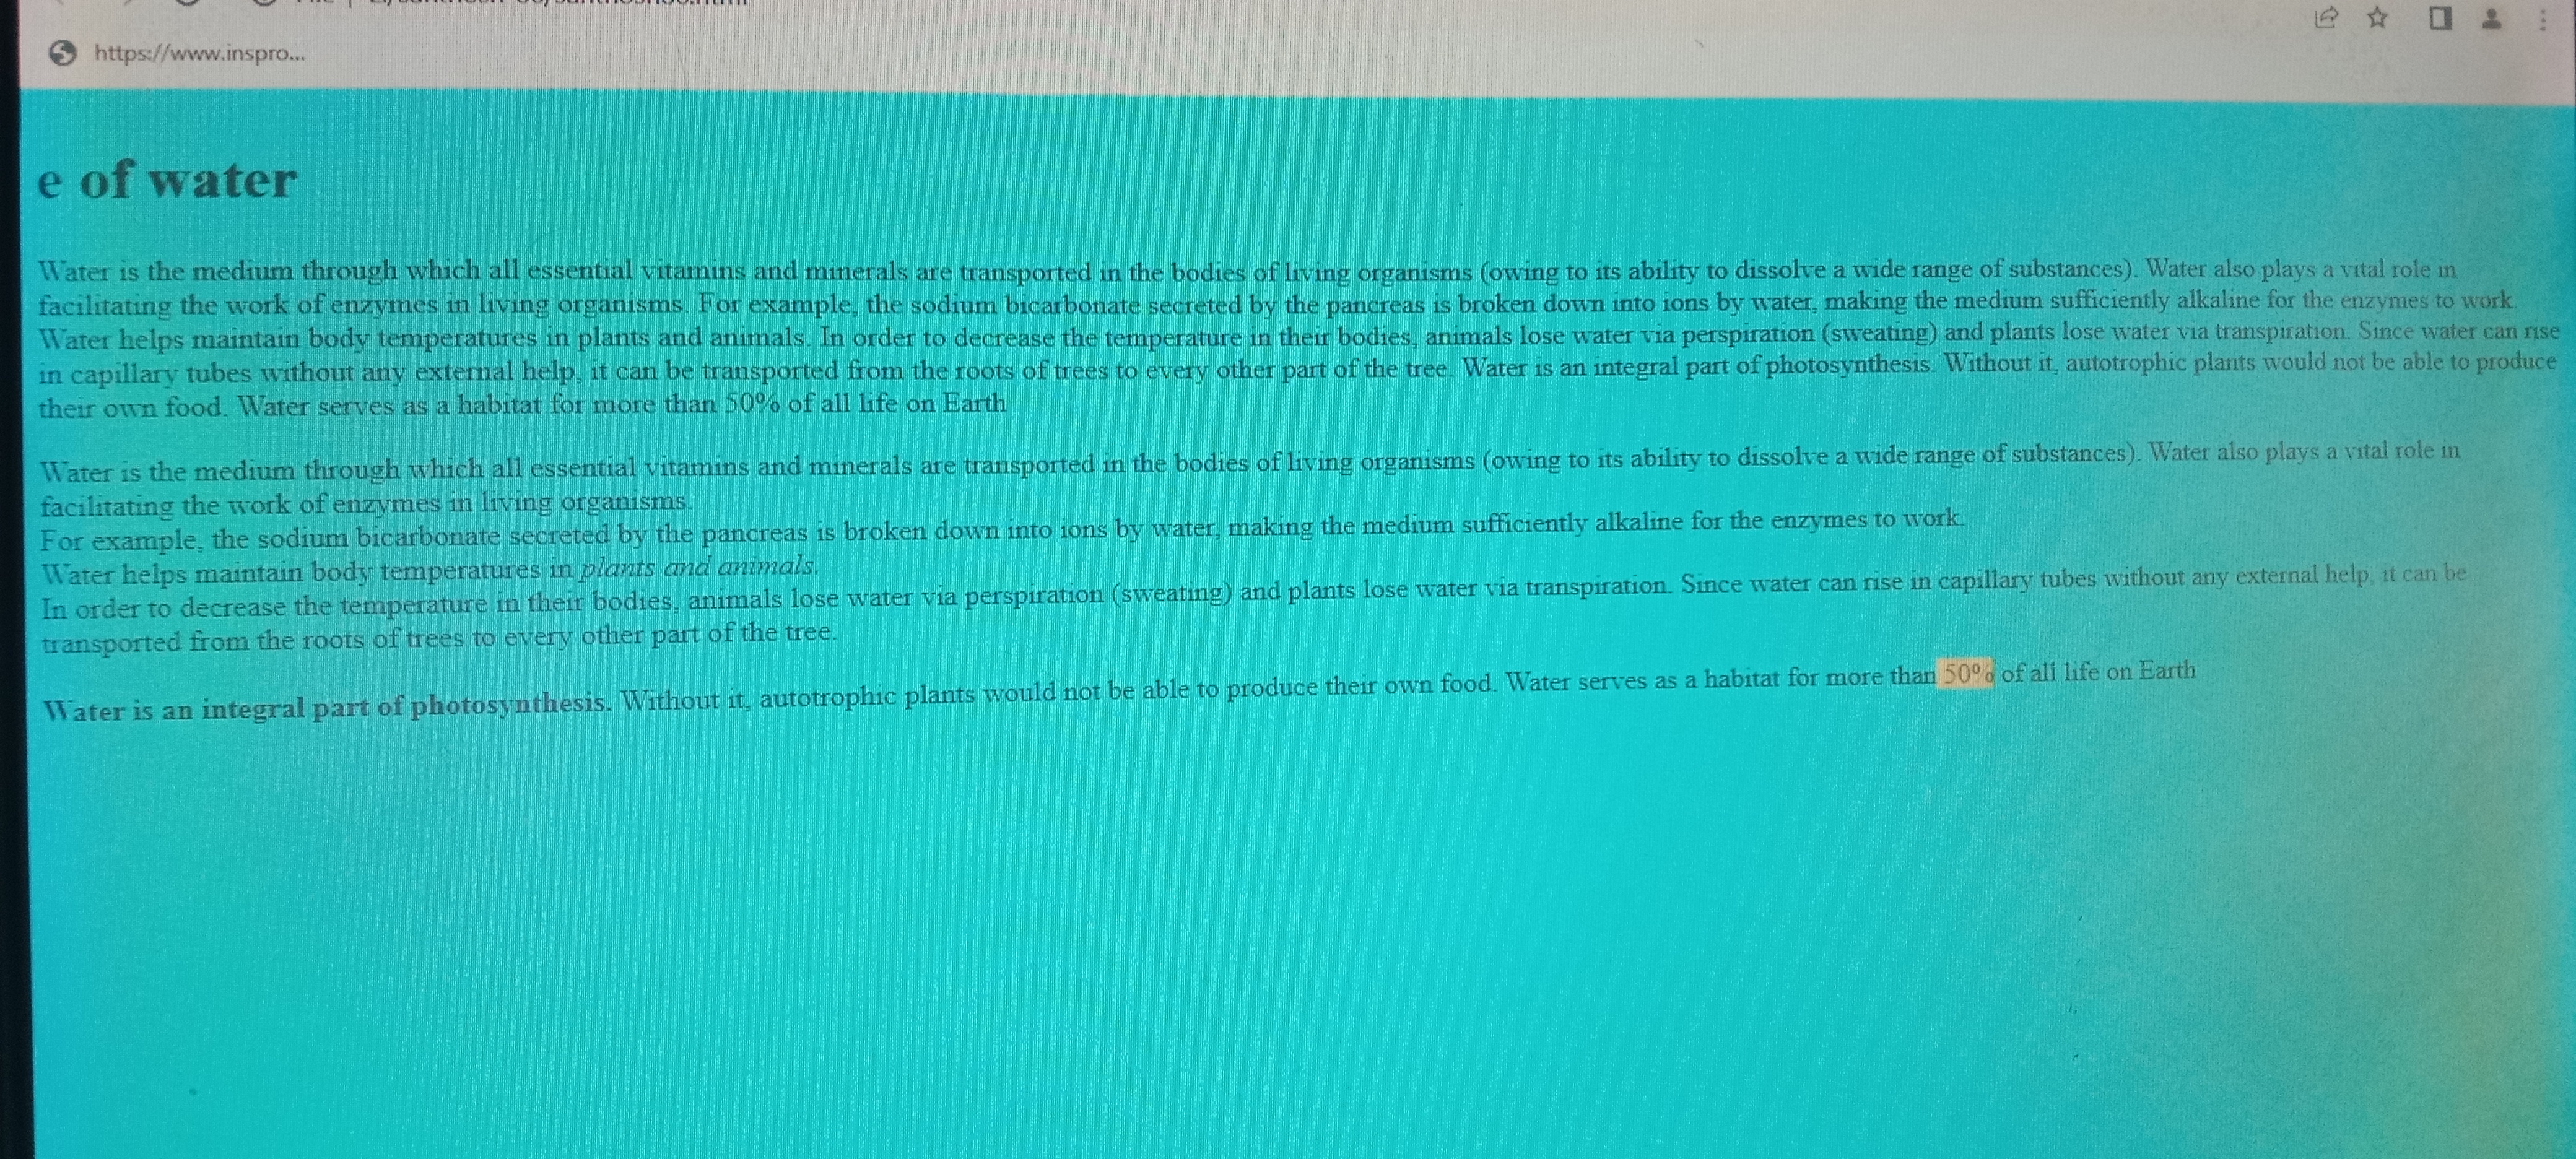 https://www.inspro...
e of water
Water is the medium through which all essential vitamins and minerals are transported in the bodies of living organisms (owing to its ability to dissolve a wide range of substances). Water also plays a vital role in
facilitating the work of enzymes in living organisms. For example, the sodium bicarbonate secreted by the pancreas is broken down into ions by water, making the medium sufficiently alkaline for the enzymes to work.
Water helps maintain body temperatures in plants and animals. In order to decrease the temperature in their bodies, animals lose water via perspiration (sweating) and plants lose water via transpiration. Since water can rise
in capillary tubes without any external help, it can be transported from the roots of trees to every other part of the tree. Water is an integral part of photosynthesis. Without it, autotrophic plants would not be able to produce
their own food. Water serves as a habitat for more than 50% of all life on Earth
Water is the medium through which all essential vitamins and minerals are transported in the bodies of living organisms (owing to its ability to dissolve a wide range of substances). Water also plays a vital role in
facilitating the work of enzymes in living organisms.
For example, the sodium bicarbonate secreted by the pancreas is broken down into ions by water, making the medium sufficiently alkaline for the enzymes to work.
Water helps maintain body temperatures in plants and animals.
In order to decrease the temperature in their bodies, animals lose water via perspiration (sweating) and plants lose water via transpiration. Since water can rise in capillary tubes without any external help, it can be
transported from the roots of trees to every other part of the tree.
Water is an integral part of photosynthesis. Without it, autotrophic plants would not be able to produce their own food. Water serves as a habitat for more than 50% of all life on Earth